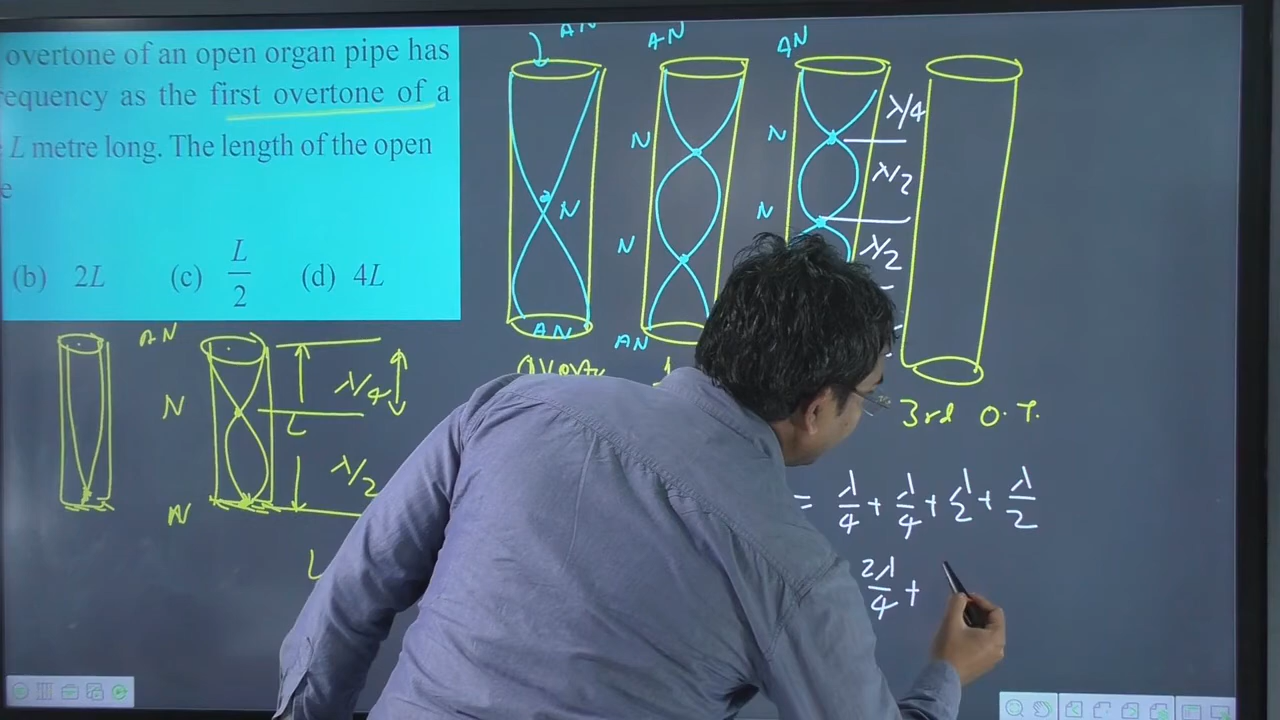 overtone of an open organ pipe has
equency as the first overtone of a
L metre long. The length of the open
e
(b) 2L (c) L/2 (d) 4L
AN
AN
AN
N
N
λ/4
N
λ/2
N
N
λ/2
AN
AN
3rd O.T.
AN
N
λ/4
L
λ/2
N
L
= λ/4 + λ/4 + λ/2 + λ/2
2λ/4 +